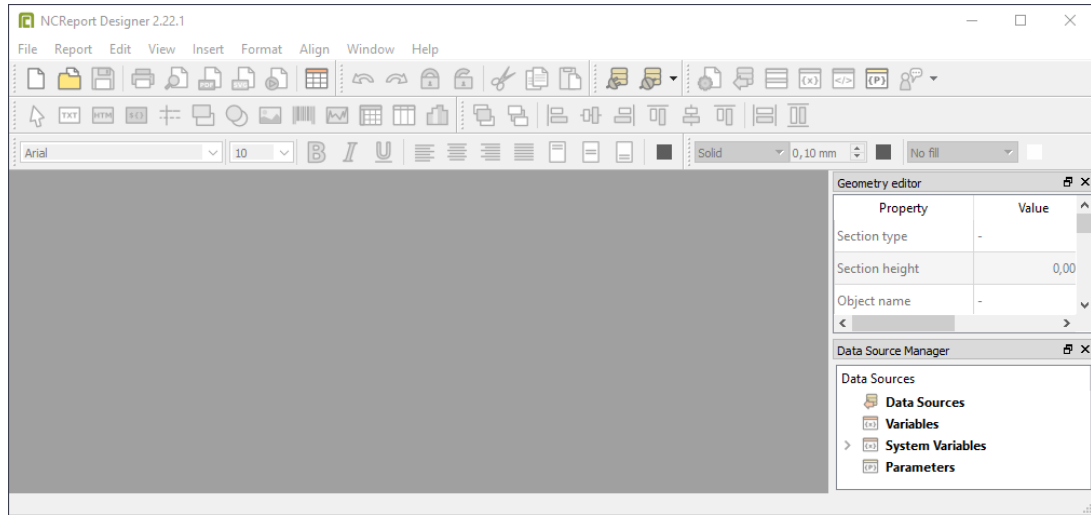 NCReport Designer 2.22.1
File Report Edit View Insert Format Align Window Help
TXT HTM
Arial 10 B I U Solid 0,10 mm No fill
Geometry editor
Property Value
Section type -
Section height 0,00
Object name -
Data Source Manager
Data Sources
Data Sources
Variables
System Variables
Parameters